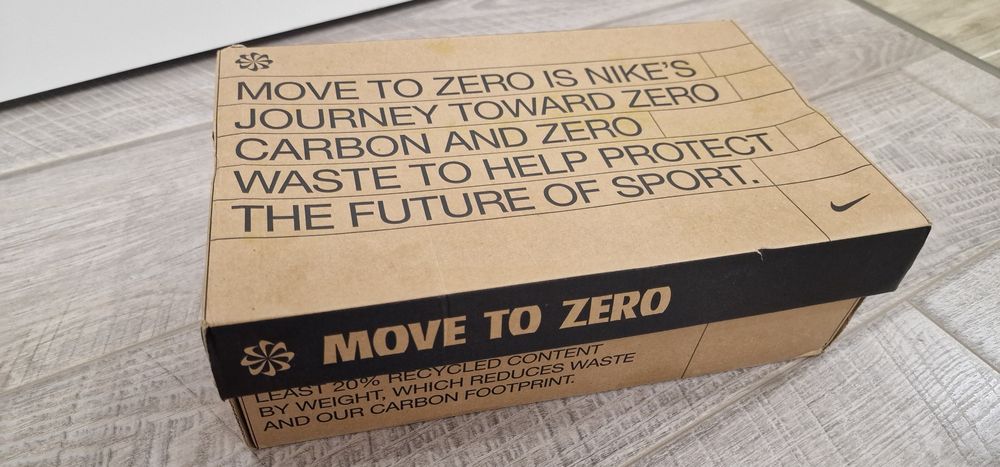 MOVE TO ZERO IS NIKE'S
JOURNEY TOWARD ZERO
CARBON AND ZERO
WASTE TO HELP PROTECT
THE FUTURE OF SPORT.
MOVE TO ZERO
LEAST 20% RECYCLED CONTENT
BY WEIGHT, WHICH REDUCES WASTE
AND OUR CARBON FOOTPRINT.